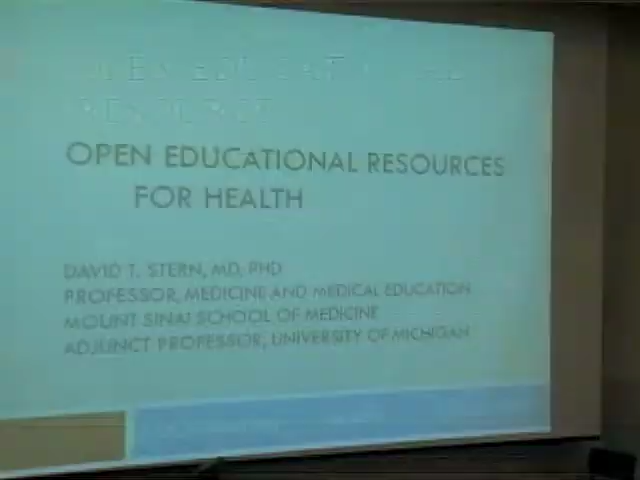 OPEN EDUCATIONAL RESOURCES
FOR HEALTH
DAVID T. STERN, MD, PHD
PROFESSOR, MEDICINE AND MEDICAL EDUCATION
MOUNT SINAI SCHOOL OF MEDICINE
ADJUNCT PROFESSOR, UNIVERSITY OF MICHIGAN